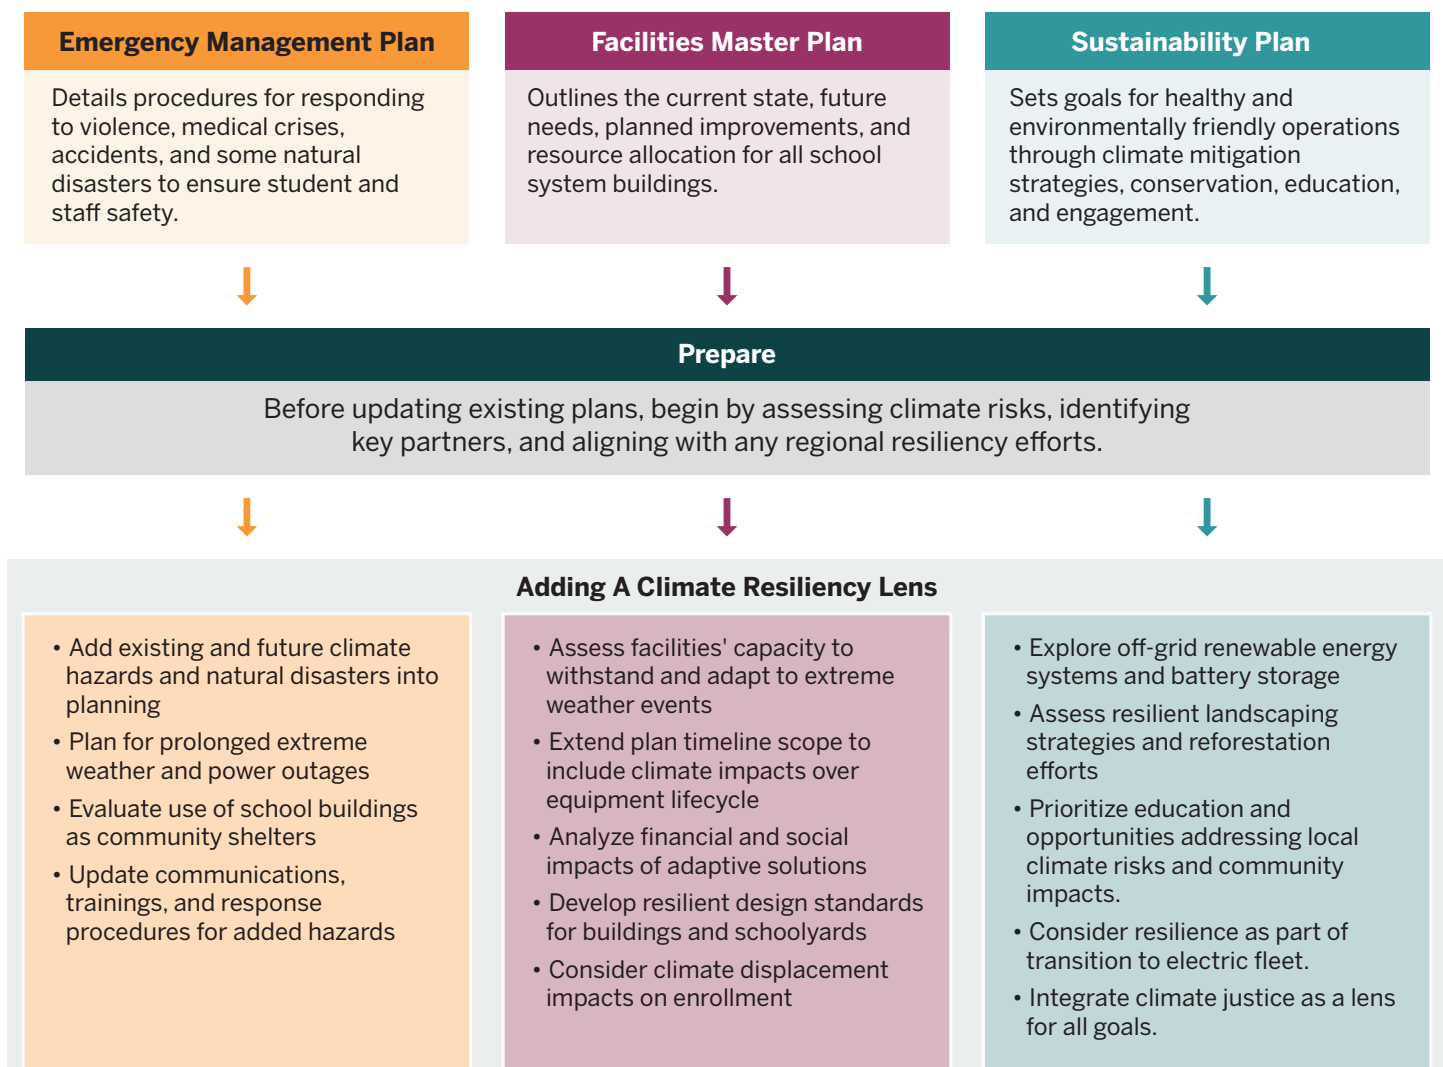 Emergency Management Plan
Details procedures for responding
to violence, medical crises,
accidents, and some natural
disasters to ensure student and
staff safety.
Facilities Master Plan
Outlines the current state, future
needs, planned improvements, and
resource allocation for all school
system buildings.
Sustainability Plan
Sets goals for healthy and
environmentally friendly operations
through climate mitigation
strategies, conservation, education,
and engagement.
Prepare
Before updating existing plans, begin by assessing climate risks, identifying
key partners, and aligning with any regional resiliency efforts.
Adding A Climate Resiliency Lens
• Add existing and future climate
hazards and natural disasters into
planning
• Plan for prolonged extreme
weather and power outages
• Evaluate use of school buildings
as community shelters
• Update communications,
trainings, and response
procedures for added hazards
• Assess facilities' capacity to
withstand and adapt to extreme
weather events
• Extend plan timeline scope to
include climate impacts over
equipment lifecycle
• Analyze financial and social
impacts of adaptive solutions
• Develop resilient design standards
for buildings and schoolyards
• Consider climate displacement
impacts on enrollment
• Explore off-grid renewable energy
systems and battery storage
• Assess resilient landscaping
strategies and reforestation
efforts
• Prioritize education and
opportunities addressing local
climate risks and community
impacts.
• Consider resilience as part of
transition to electric fleet.
• Integrate climate justice as a lens
for all goals.